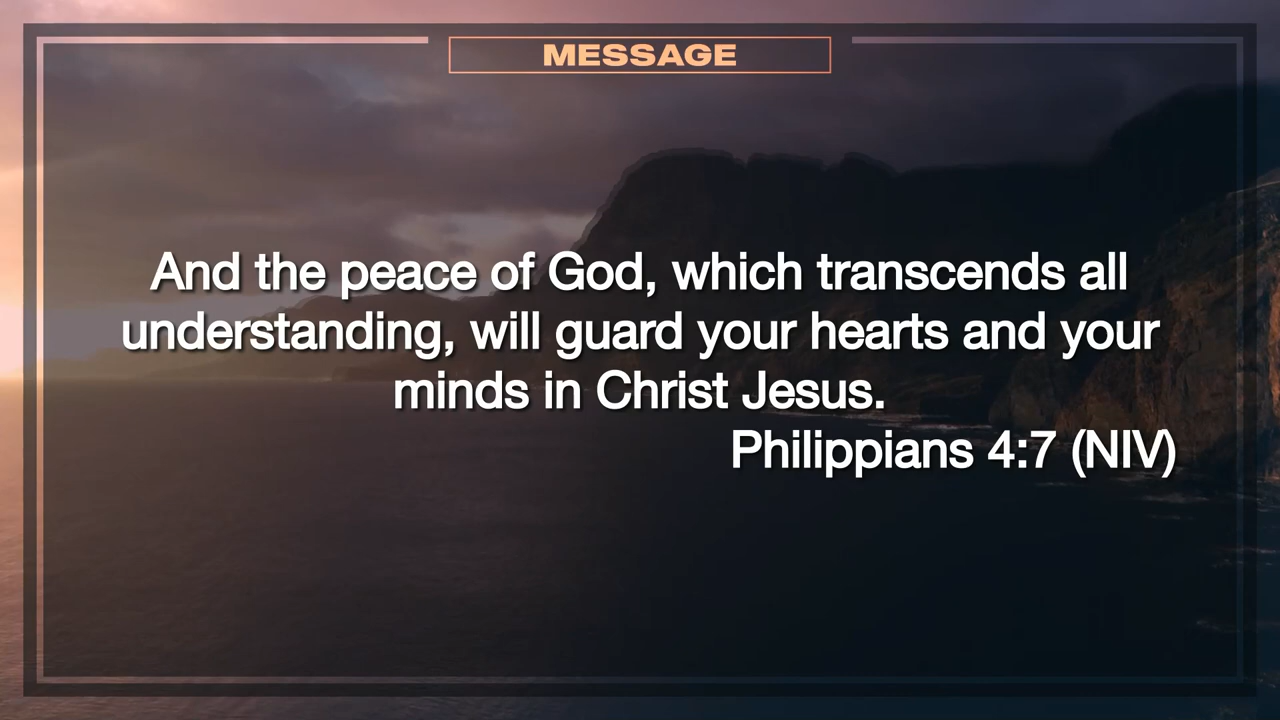 MESSAGE
And the peace of God, which transcends all
understanding, will guard your hearts and your
minds in Christ Jesus.
Philippians 4:7 (NIV)